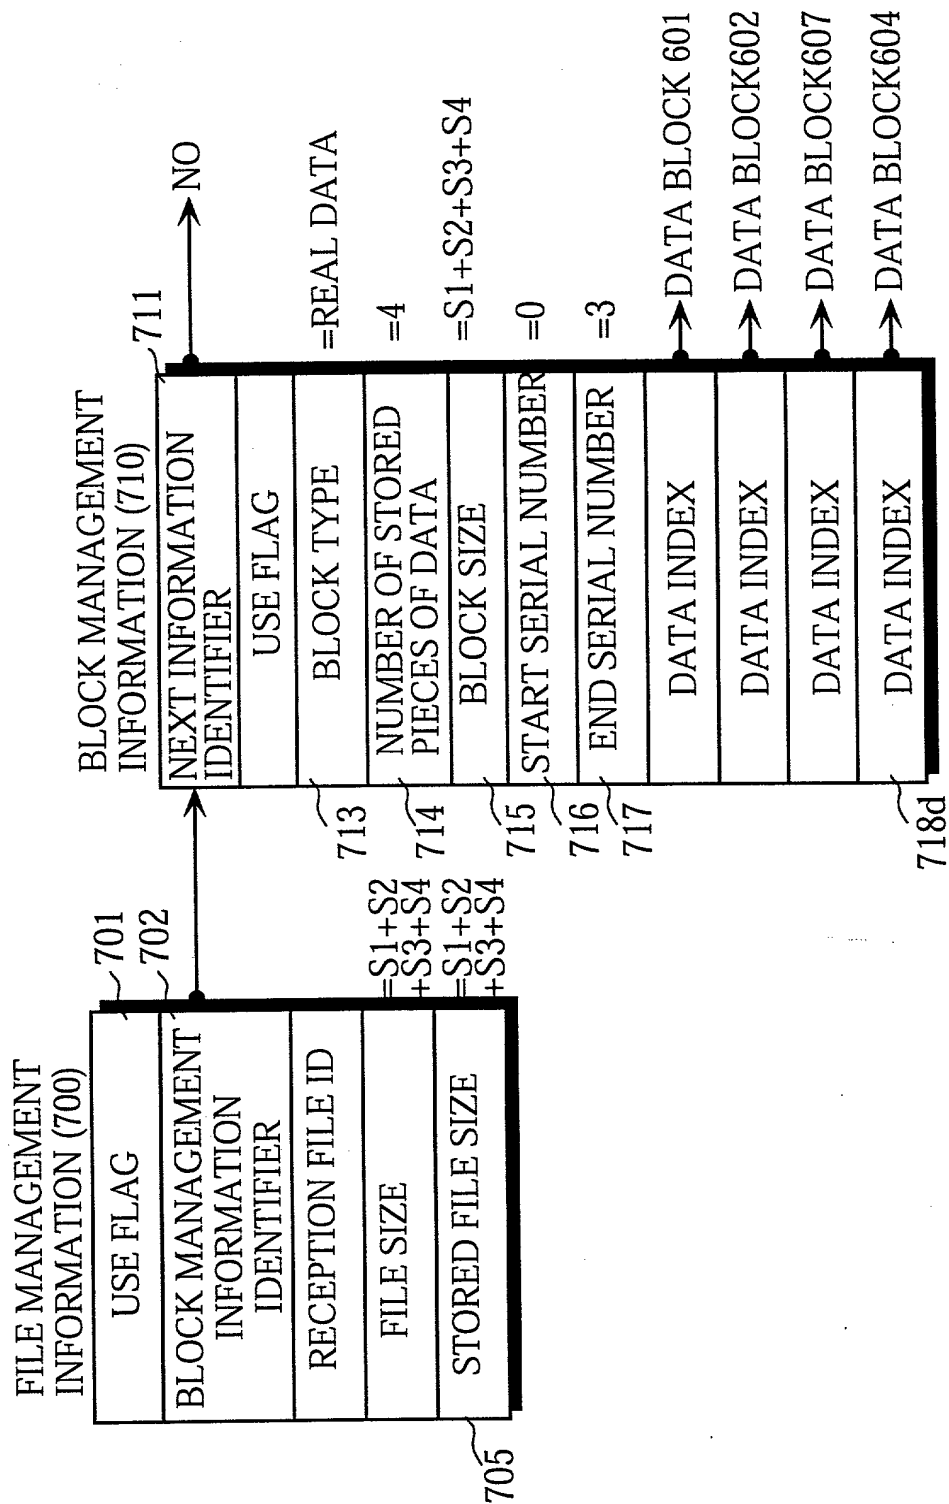 FILE MANAGEMENT
INFORMATION (700)
701
702
USE FLAG
BLOCK MANAGEMENT
INFORMATION
IDENTIFIER
RECEPTION FILE ID
FILE SIZE
=S1+S2
+S3+S4
STORED FILE SIZE
=S1+S2
+S3+S4
705
BLOCK MANAGEMENT
INFORMATION (710)
711
NEXT INFORMATION
IDENTIFIER
NO
USE FLAG
BLOCK TYPE
=REAL DATA
713
NUMBER OF STORED
PIECES OF DATA
=4
714
BLOCK SIZE
=S1+S2+S3+S4
715
START SERIAL NUMBER
=0
716
END SERIAL NUMBER
=3
717
DATA INDEX
DATA BLOCK 601
DATA INDEX
DATA BLOCK602
DATA INDEX
DATA BLOCK607
DATA INDEX
DATA BLOCK604
718d